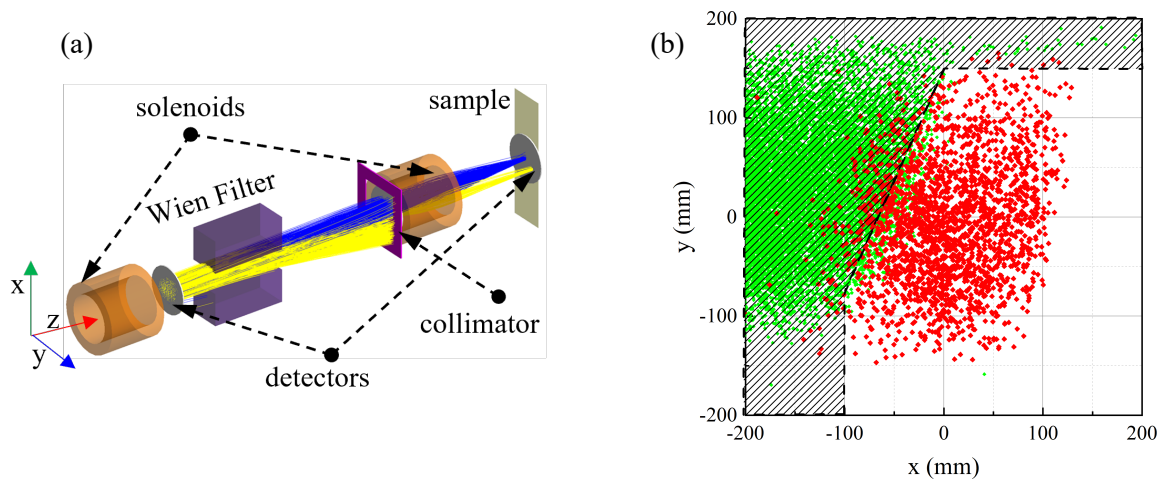 (a)
solenoids
sample
Wien Filter
x
z
y
collimator
detectors
(b)
200
100
0
-100
-200
y (mm)
-200 -100 0 100 200
x (mm)